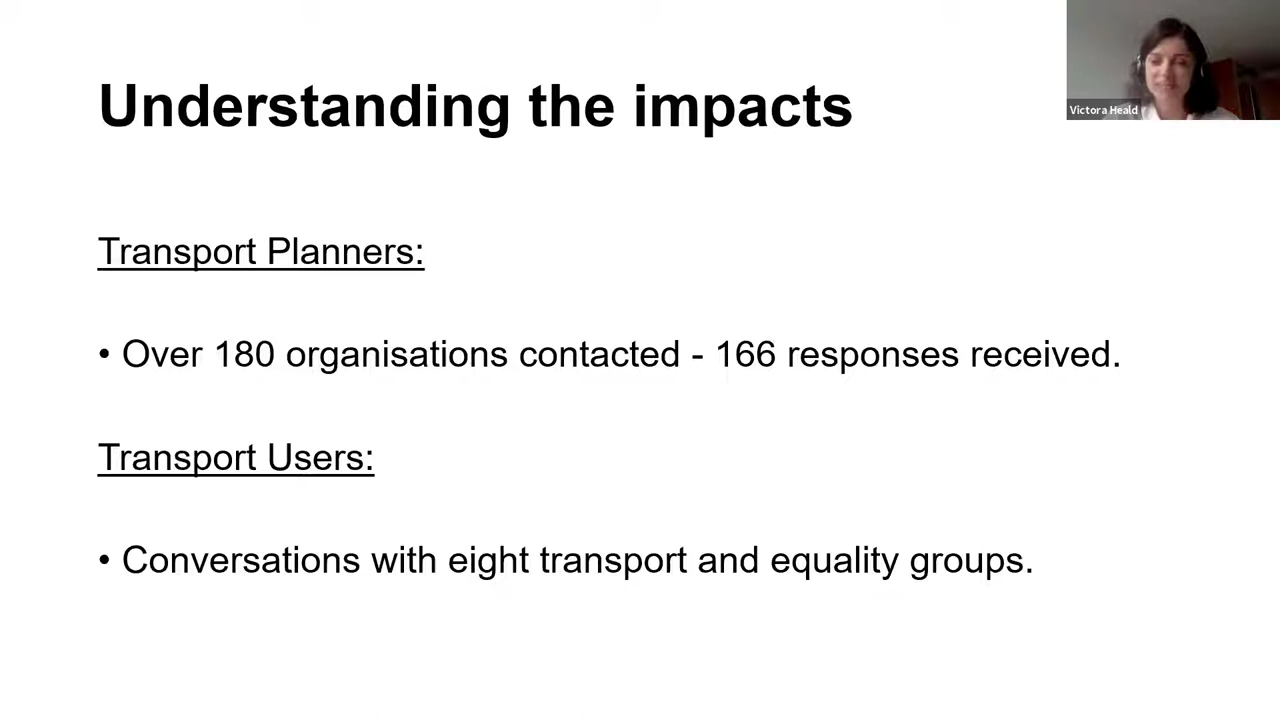 Understanding the impacts
Victora Heald
Transport Planners:
• Over 180 organisations contacted - 166 responses received.
Transport Users:
• Conversations with eight transport and equality groups.